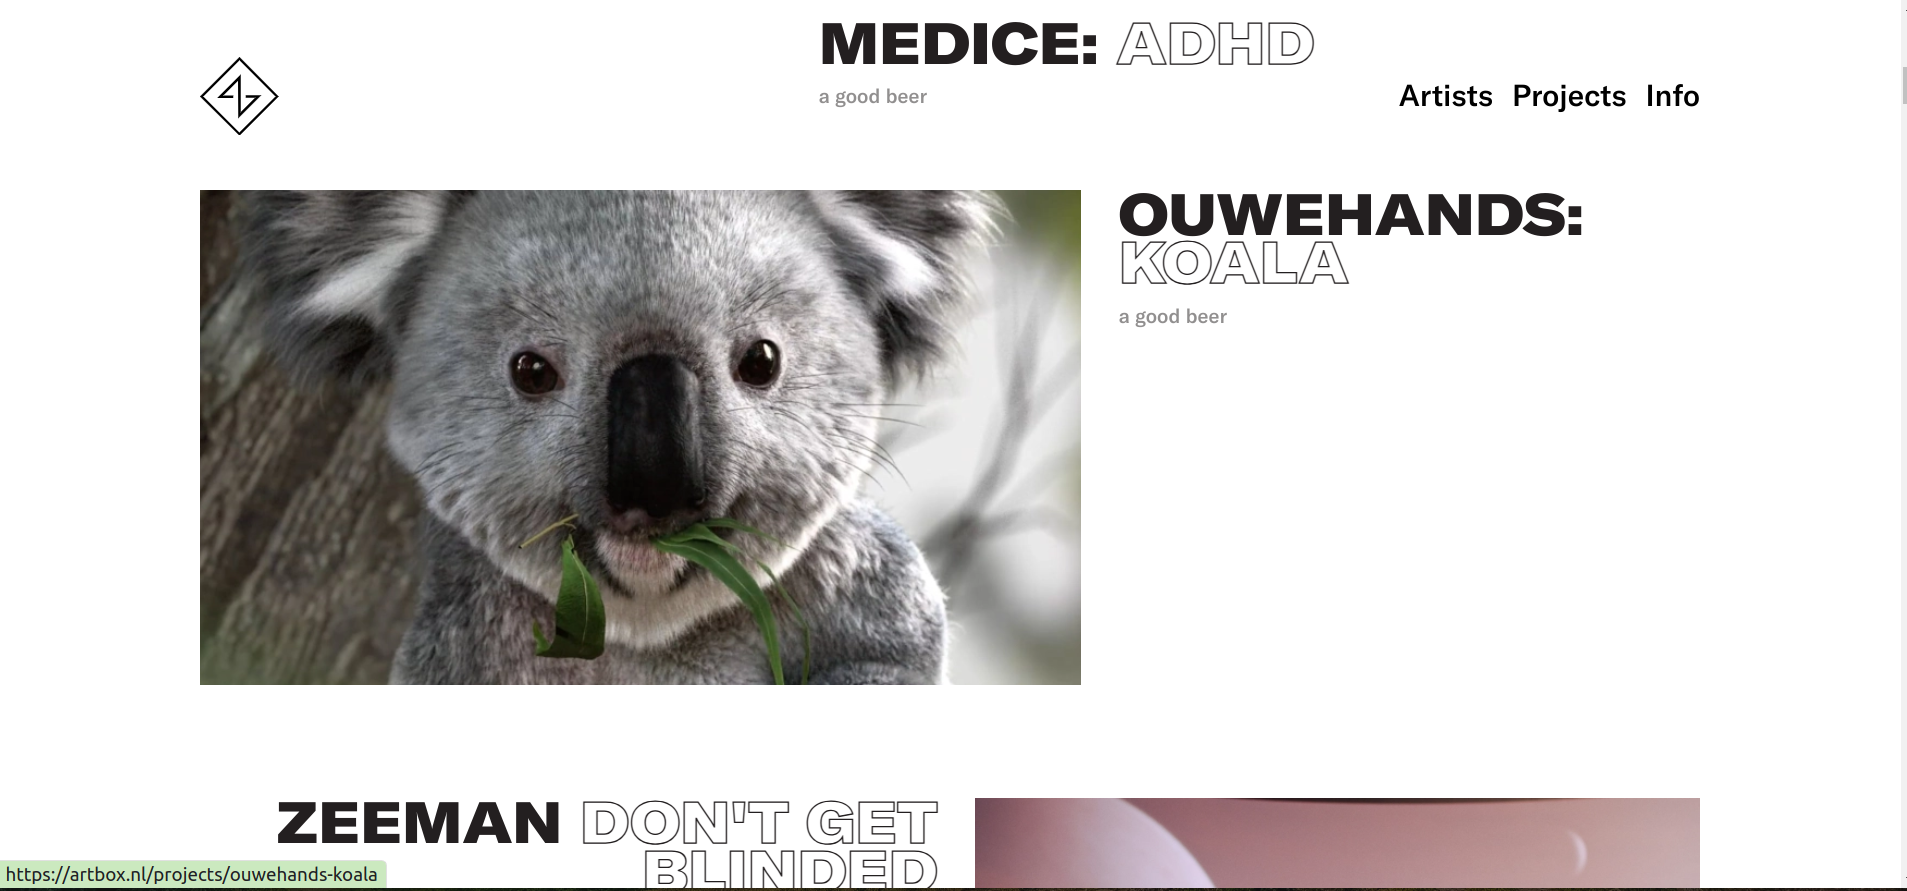 MEDICE: ADHD
a good beer
Artists Projects Info
OUWEHANDS:
KOALA
a good beer
ZEEMAN DON'T GET
BLINDED
https://artbox.nl/projects/ouwehands-koala